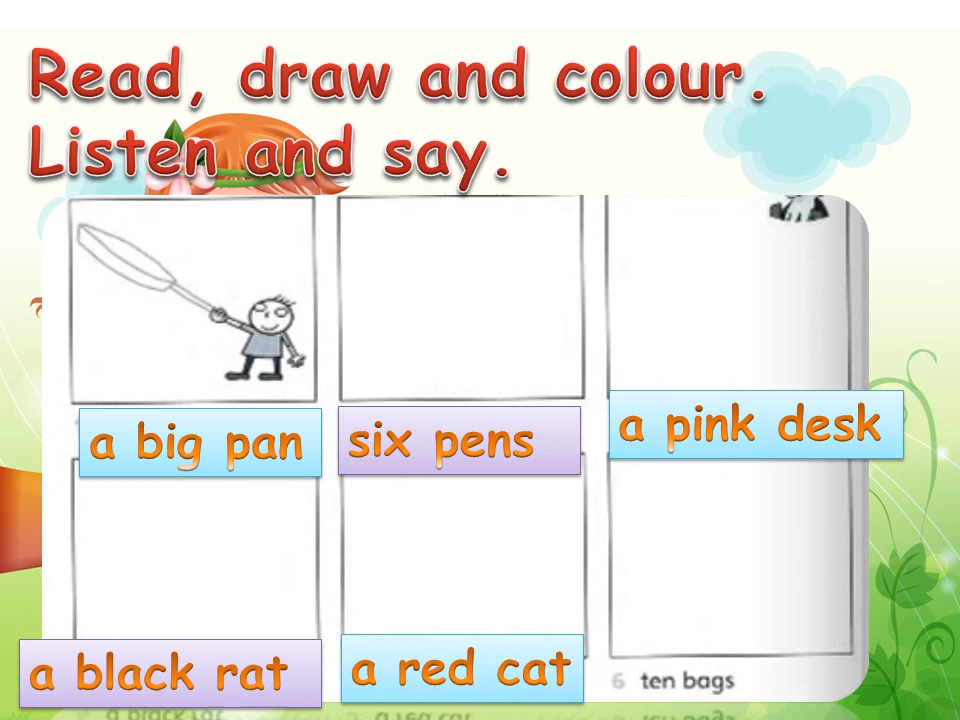 Read, draw and colour.
Listen and say.
a big pan
six pens
a pink desk
a black rat
a red cat
6 ten bags